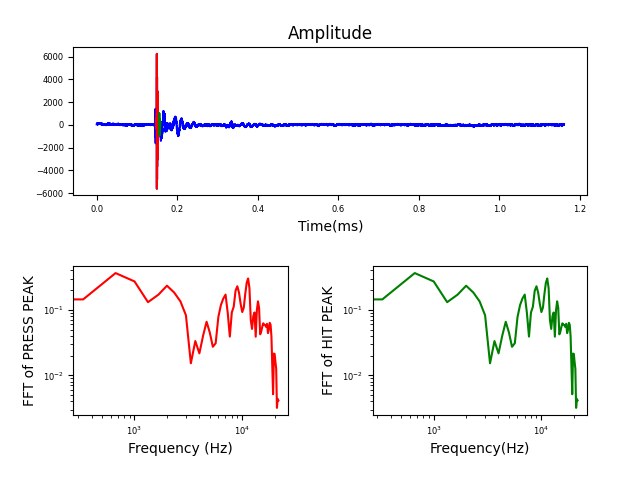 Amplitude
6000
4000
2000
0
−2000
−4000
−6000
0.0 0.2 0.4 0.6 0.8 1.0 1.2
Time(ms)
FFT of PRESS PEAK
10⁻¹
10⁻²
10³ 10⁴
Frequency (Hz)
FFT of HIT PEAK
10⁻¹
10⁻²
10³ 10⁴
Frequency(Hz)